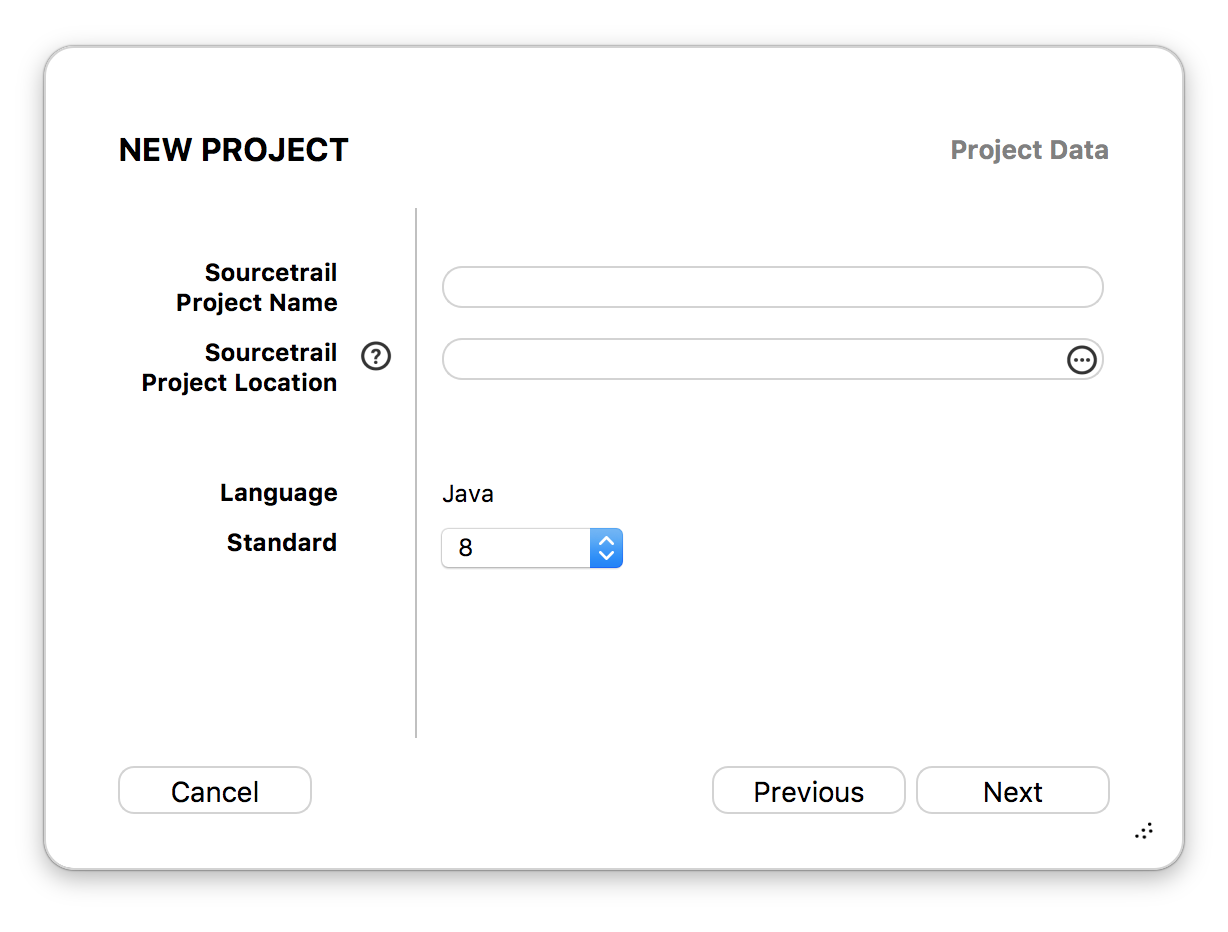 NEW PROJECT
Project Data
Sourcetrail
Project Name
Sourcetrail
Project Location
?
Language
Java
Standard
8
Cancel
Previous
Next